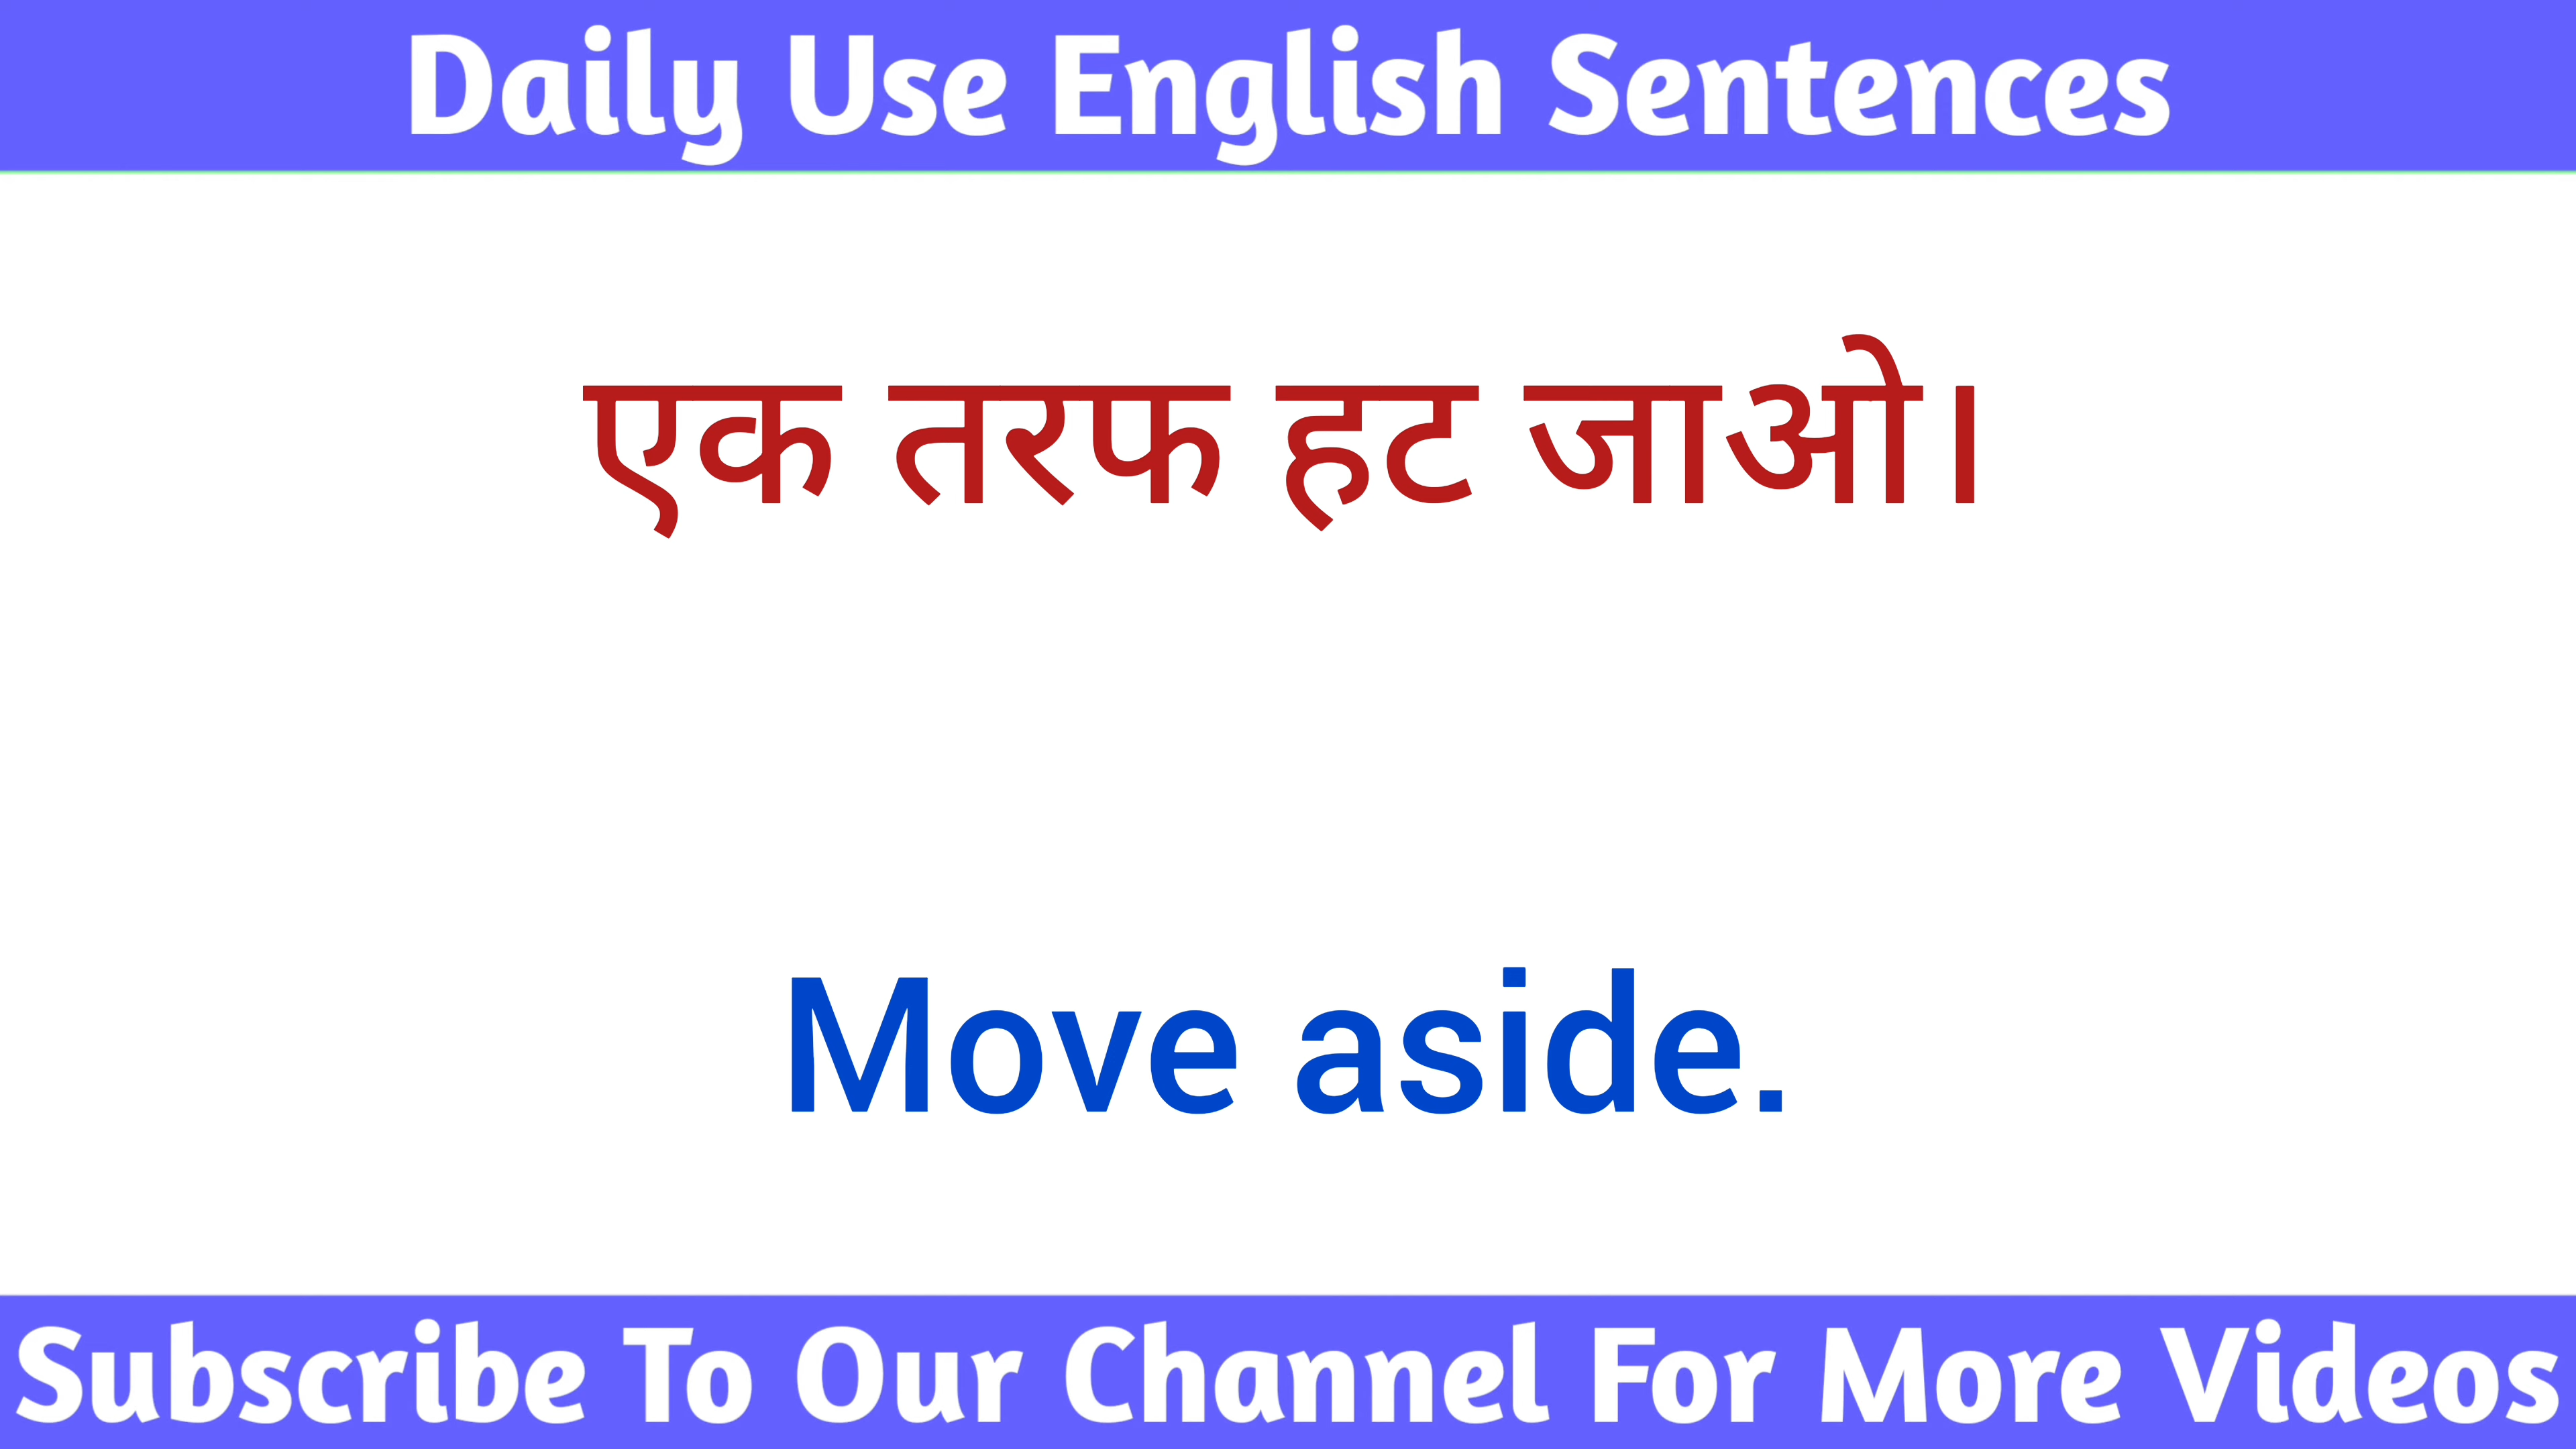 Daily Use English Sentences
एक तरफ हट जाओ।
Move aside.
Subscribe To Our Channel For More Videos